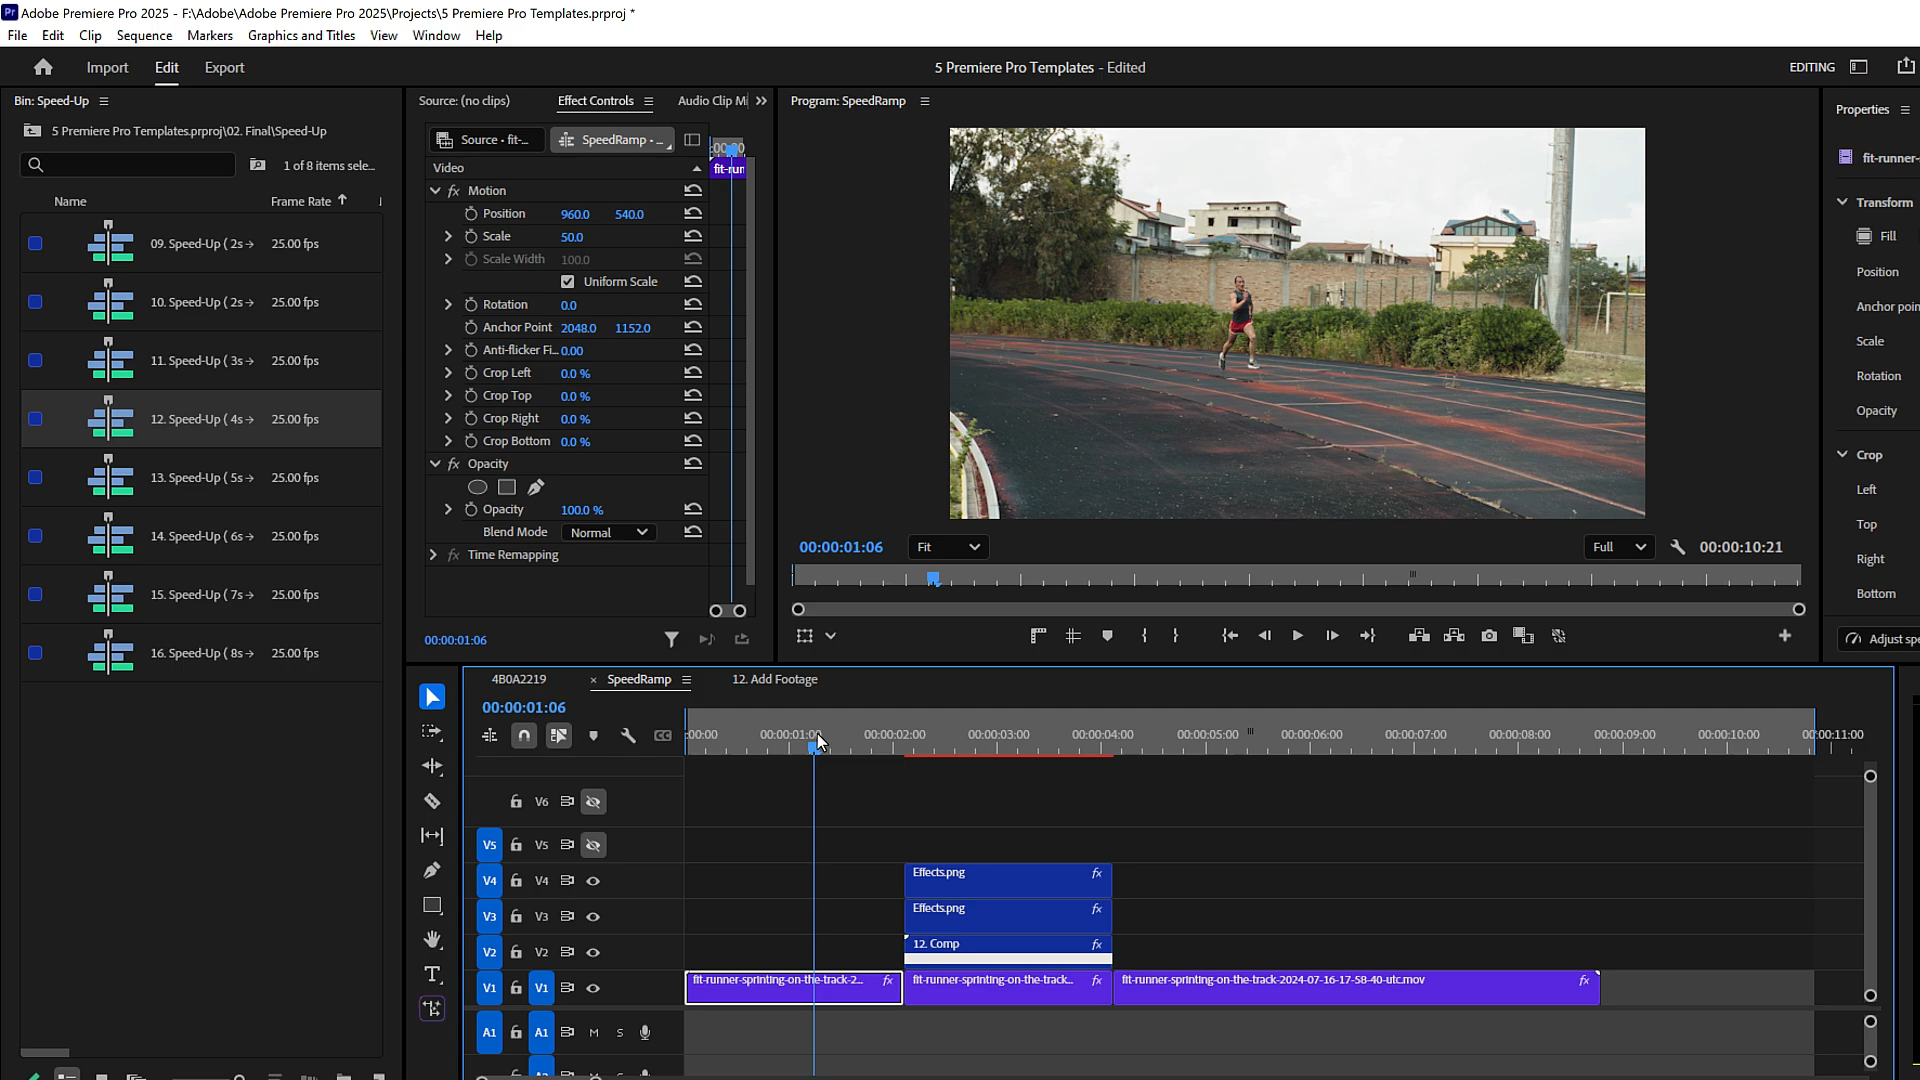 Adobe Premiere Pro 2025 - F:\Adobe\Adobe Premiere Pro 2025\Projects\5 Premiere Pro Templates.prproj *
File Edit Clip Sequence Markers Graphics and Titles View Window Help
Import Edit Export
5 Premiere Pro Templates - Edited
EDITING
Bin: Speed-Up
5 Premiere Pro Templates.prproj\02. Final\Speed-Up
1 of 8 items sele...
Name Frame Rate
09. Speed-Up ( 2s 25.00 fps
10. Speed-Up ( 2s 25.00 fps
11. Speed-Up ( 3s 25.00 fps
12. Speed-Up ( 4s 25.00 fps
13. Speed-Up ( 5s 25.00 fps
14. Speed-Up ( 6s 25.00 fps
15. Speed-Up ( 7s 25.00 fps
16. Speed-Up ( 8s 25.00 fps
Source: (no clips) Effect Controls Audio Clip Mi
Source • fit-... SpeedRamp • ...
:00:00
Video
fit-run
fx Motion
Position 960.0 540.0
Scale 50.0
Scale Width 100.0
Uniform Scale
Rotation 0.0
Anchor Point 2048.0 1152.0
Anti-flicker Fi... 0.00
Crop Left 0.0 %
Crop Top 0.0 %
Crop Right 0.0 %
Crop Bottom 0.0 %
fx Opacity
Opacity 100.0 %
Blend Mode Normal
fx Time Remapping
00:00:01:06
Program: SpeedRamp
00:00:01:06 Fit Full 00:00:10:21
Properties
fit-runner-
Transform
Fill
Position
Anchor poin
Scale
Rotation
Opacity
Crop
Left
Top
Right
Bottom
Adjust spe
4B0A2219 × SpeedRamp 12. Add Footage
00:00:01:06
CC
:00:00 00:00:01:00 00:00:02:00 00:00:03:00 00:00:04:00 00:00:05:00 00:00:06:00 00:00:07:00 00:00:08:00 00:00:09:00 00:00:10:00 00:00:11:00
V6
V5 V5
V4 V4 Effects.png fx
V3 V3 Effects.png fx
V2 V2 12. Comp fx
V1 V1 fit-runner-sprinting-on-the-track-2... fx fit-runner-sprinting-on-the-track... fx fit-runner-sprinting-on-the-track-2024-07-16-17-58-40-utc.mov fx
A1 A1 M S